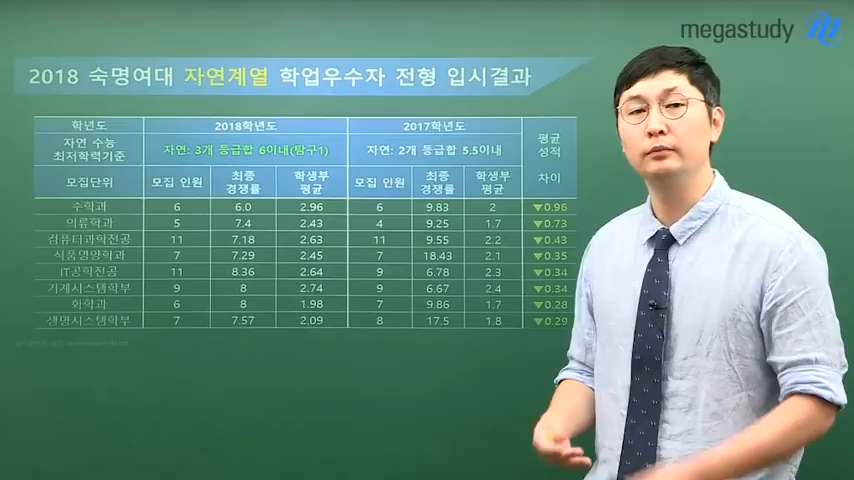 megastudy
2018 숙명여대 자연계열 학업우수자 전형 입시결과
학년도 2018학년도 2017학년도 평균 성적 차이
자연 수능 최저학력기준 자연: 3개 등급합 6이내(탐구1) 자연: 2개 등급합 5.5이내
모집단위 모집 인원 최종 경쟁률 학생부 평균 모집 인원 최종 경쟁률 학생부 평균
수학과 6 6.0 2.96 6 9.83 2 ▼0.96
의류학과 5 7.4 2.43 4 9.25 1.7 ▼0.73
컴퓨터과학전공 11 7.18 2.63 11 9.55 2.2 ▼0.43
식품영양학과 7 7.29 2.45 7 18.43 2.1 ▼0.35
IT공학전공 11 8.36 2.64 9 6.78 2.3 ▼0.34
기계시스템학부 9 8 2.74 9 6.67 2.4 ▼0.34
화학과 6 8 1.98 7 9.86 1.7 ▼0.28
생명시스템학부 7 7.57 2.09 8 17.5 1.8 ▼0.29